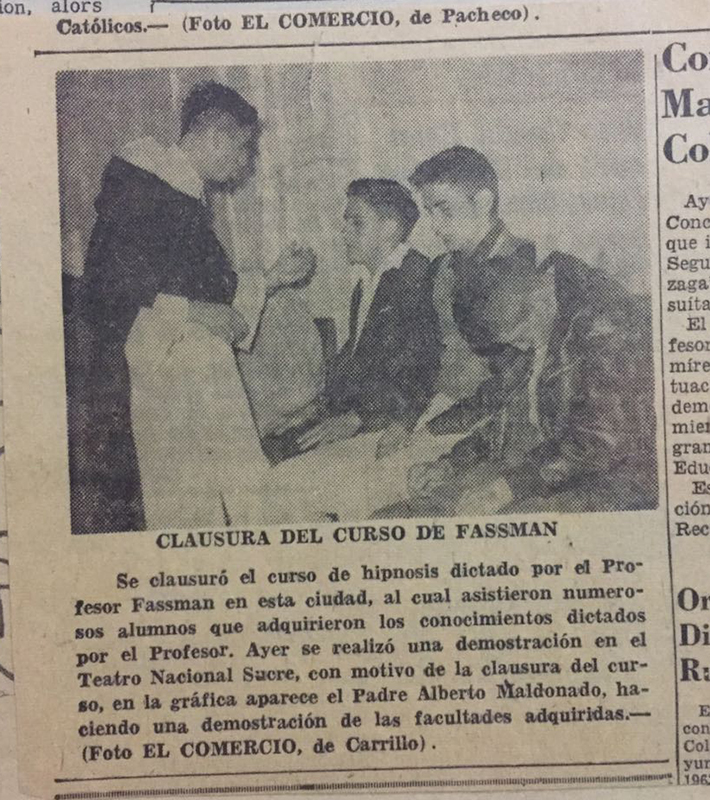 ion, alors
Católicos.— (Foto EL COMERCIO, de Pacheco).
CLAUSURA DEL CURSO DE FASSMAN
Se clausuró el curso de hipnosis dictado por el Pro-
fesor Fassman en esta ciudad, al cual asistieron numero-
sos alumnos que adquirieron los conocimientos dictados
por el Profesor. Ayer se realizó una demostración en el
Teatro Nacional Sucre, con motivo de la clausura del cur-
so, en la gráfica aparece el Padre Alberto Maldonado, ha-
ciendo una demostración de las facultades adquiridas.—
(Foto EL COMERCIO, de Carrillo).
Co
Ma
Co
Ay
Conc
que i
Segu
zaga
suíta
El
fesor
míre
tuac
dem
mier
gran
Edu
Es
ción
Rec
Or
Di
Ra
E
con
Col
yur
196